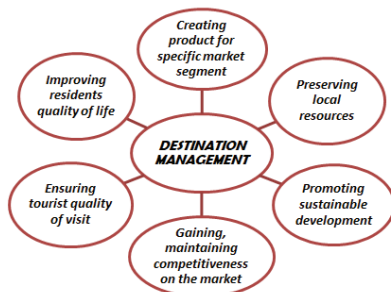 Creating
product for
specific market
segment
Improving
residents
quality of life
Preserving
local
resources
DESTINATION
MANAGEMENT
Ensuring
tourist quality
of visit
Promoting
sustainable
development
Gaining,
maintaining
competitiveness
on the market